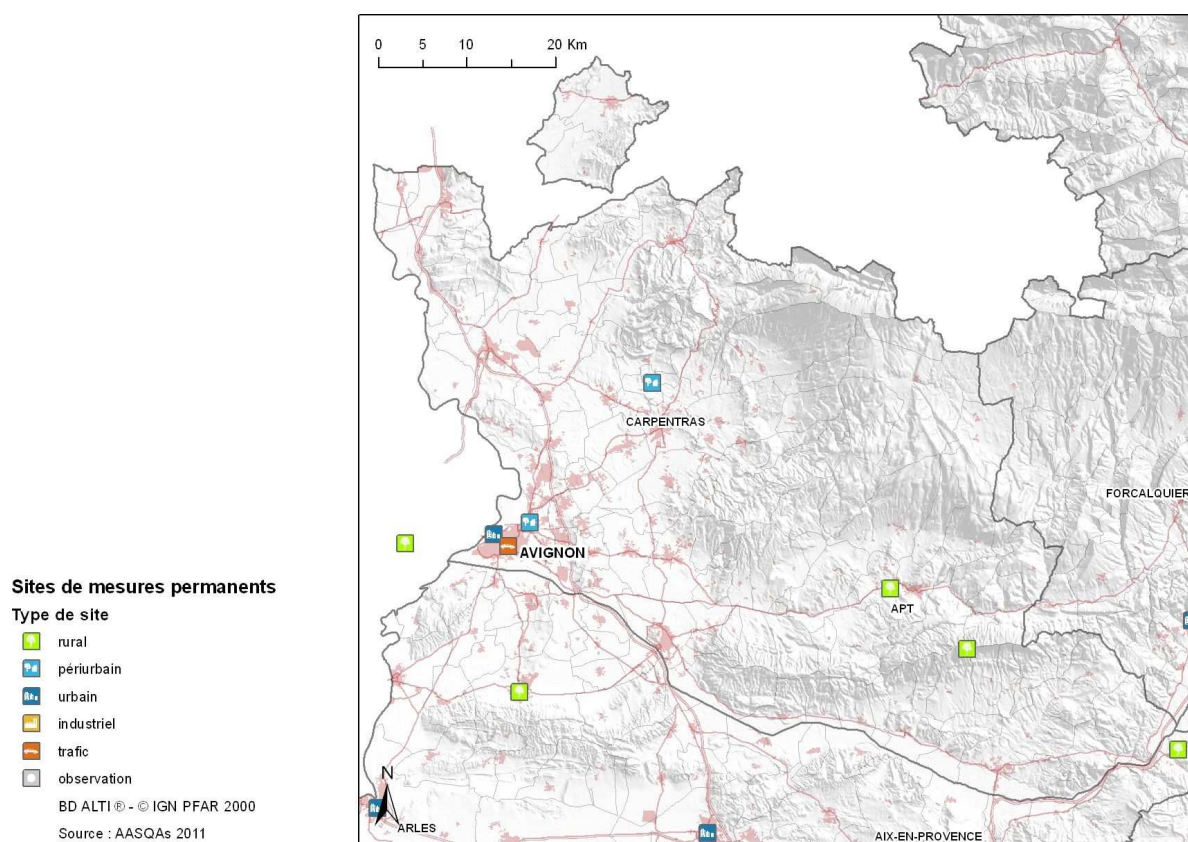 0 5 10 20 Km
CARPENTRAS
FORCALQUIER
AVIGNON
APT
Sites de mesures permanents
Type de site
rural
périurbain
urbain
industriel
trafic
observation
BD ALTI ® - © IGN PFAR 2000
Source : AASQAs 2011
N
ARLES
AIX-EN-PROVENCE